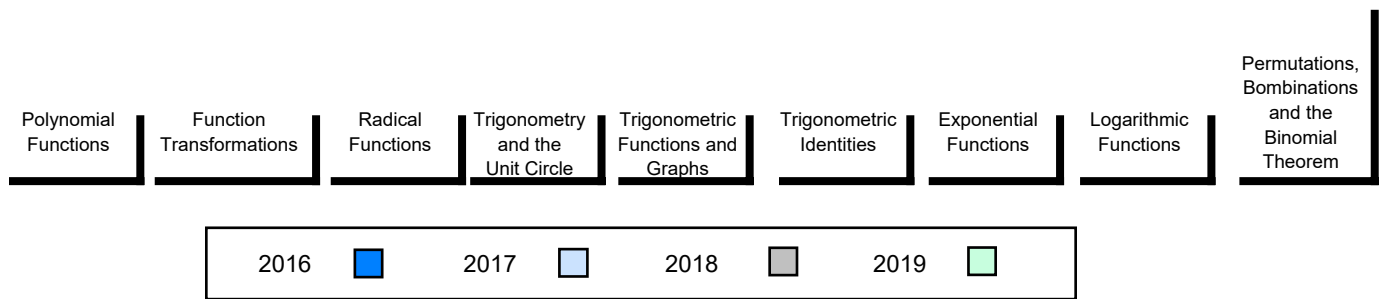 Polynomial
Functions
Function
Transformations
Radical
Functions
Trigonometry
and the
Unit Circle
Trigonometric
Functions and
Graphs
Trigonometric
Identities
Exponential
Functions
Logarithmic
Functions
Permutations,
Bombinations
and the
Binomial
Theorem
2016 2017 2018 2019